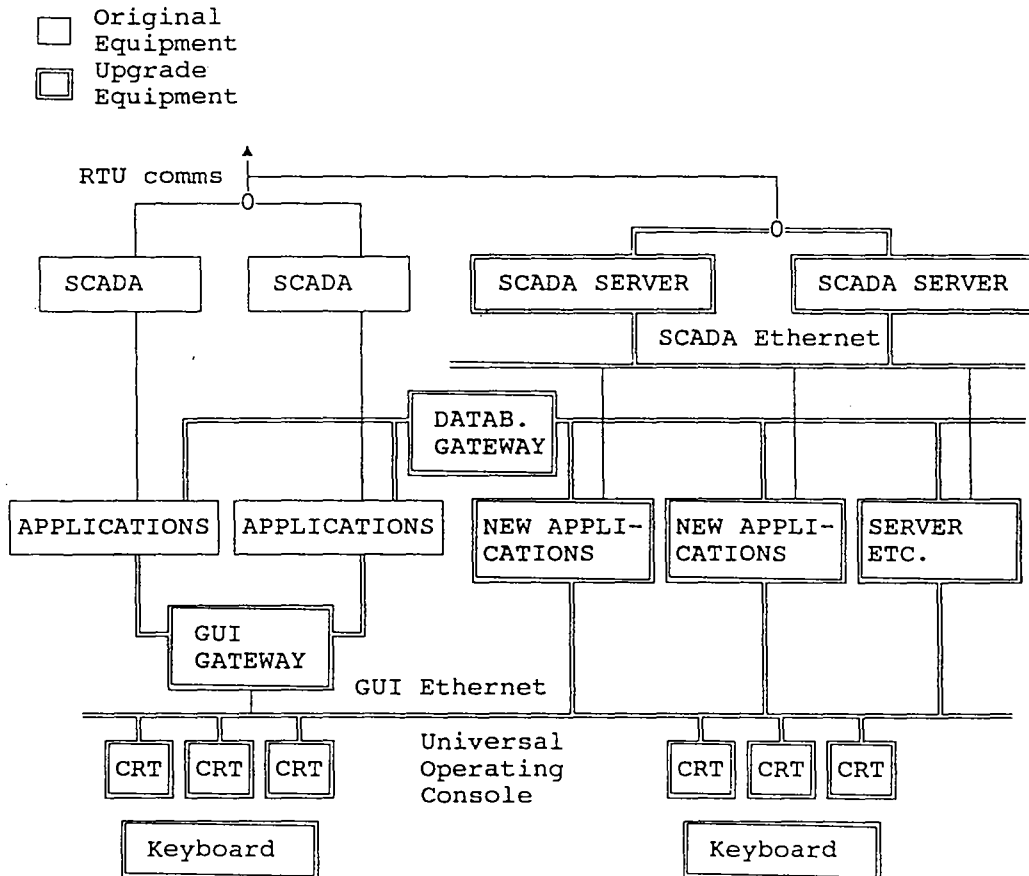 Original
Equipment
Upgrade
Equipment
RTU comms
0
0
SCADA
SCADA
SCADA SERVER
SCADA SERVER
SCADA Ethernet
DATAB.
GATEWAY
APPLICATIONS
APPLICATIONS
NEW APPLI-
CATIONS
NEW APPLI-
CATIONS
SERVER
ETC.
GUI
GATEWAY
GUI Ethernet
CRT
CRT
CRT
Universal
Operating
Console
CRT
CRT
CRT
Keyboard
Keyboard